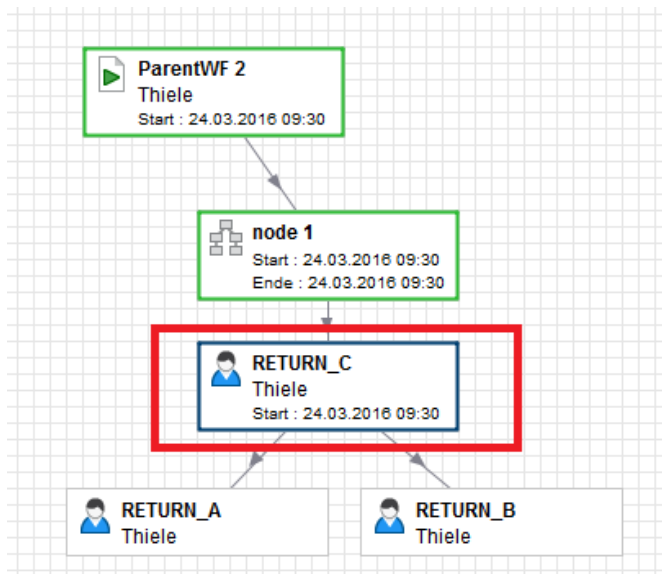 ParentWF 2
Thiele
Start : 24.03.2016 09:30
node 1
Start : 24.03.2016 09:30
Ende : 24.03.2016 09:30
RETURN_C
Thiele
Start : 24.03.2016 09:30
RETURN_A
Thiele
RETURN_B
Thiele